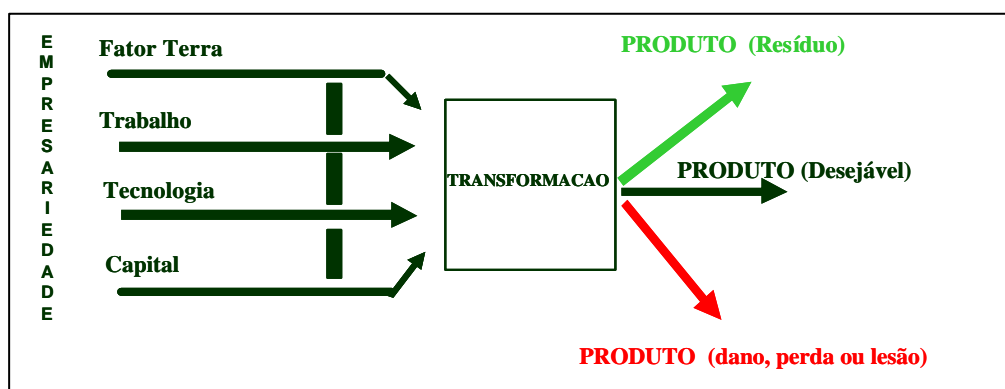 EMPRESARIEDADE
Fator Terra
Trabalho
Tecnologia
Capital
TRANSFORMACAO
PRODUTO (Resíduo)
PRODUTO (Desejável)
PRODUTO (dano, perda ou lesão)